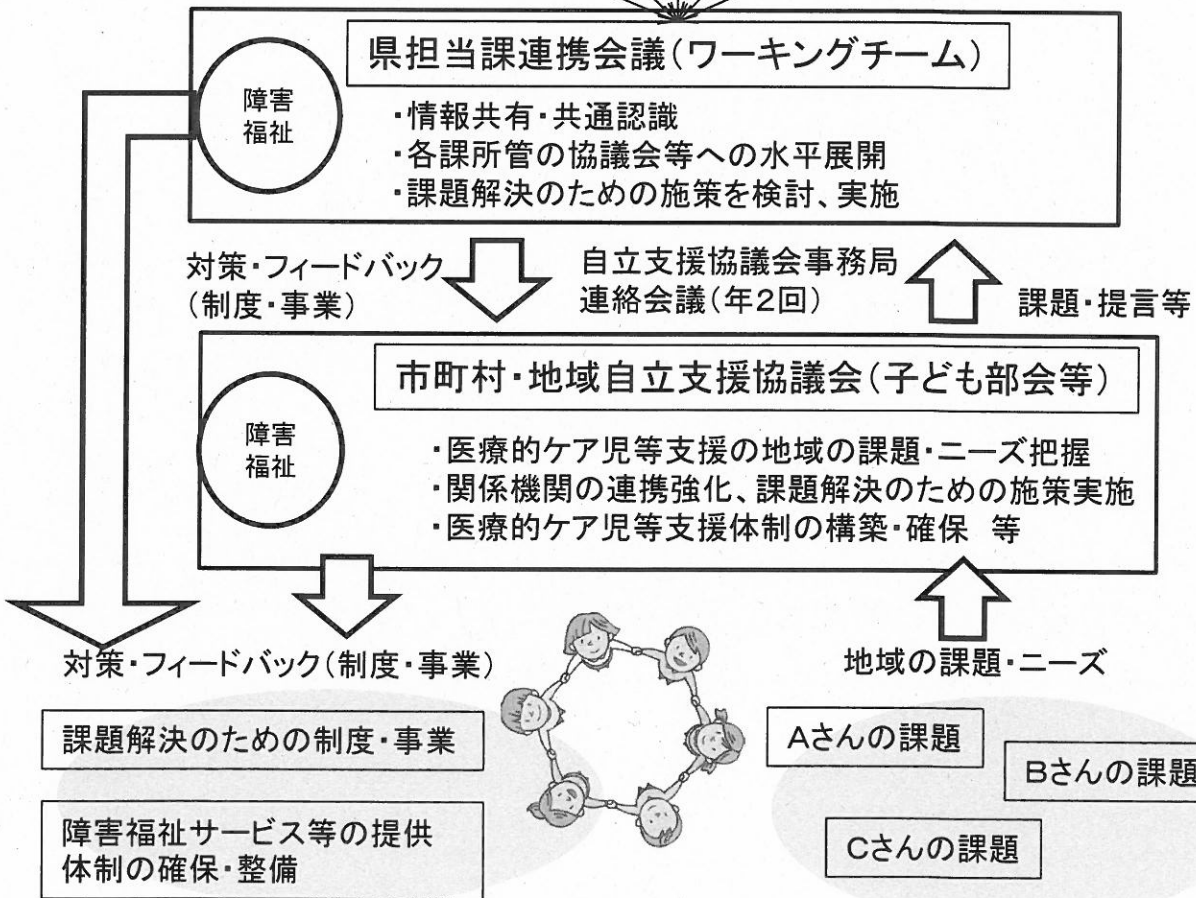 県担当課連携会議(ワーキングチーム)
障害
福祉
・情報共有・共通認識
・各課所管の協議会等への水平展開
・課題解決のための施策を検討、実施
対策・フィードバック
(制度・事業)
自立支援協議会事務局
連絡会議(年2回)
課題・提言等
市町村・地域自立支援協議会(子ども部会等)
障害
福祉
・医療的ケア児等支援の地域の課題・ニーズ把握
・関係機関の連携強化、課題解決のための施策実施
・医療的ケア児等支援体制の構築・確保 等
対策・フィードバック(制度・事業)
地域の課題・ニーズ
課題解決のための制度・事業
障害福祉サービス等の提供
体制の確保・整備
Aさんの課題
Bさんの課題
Cさんの課題